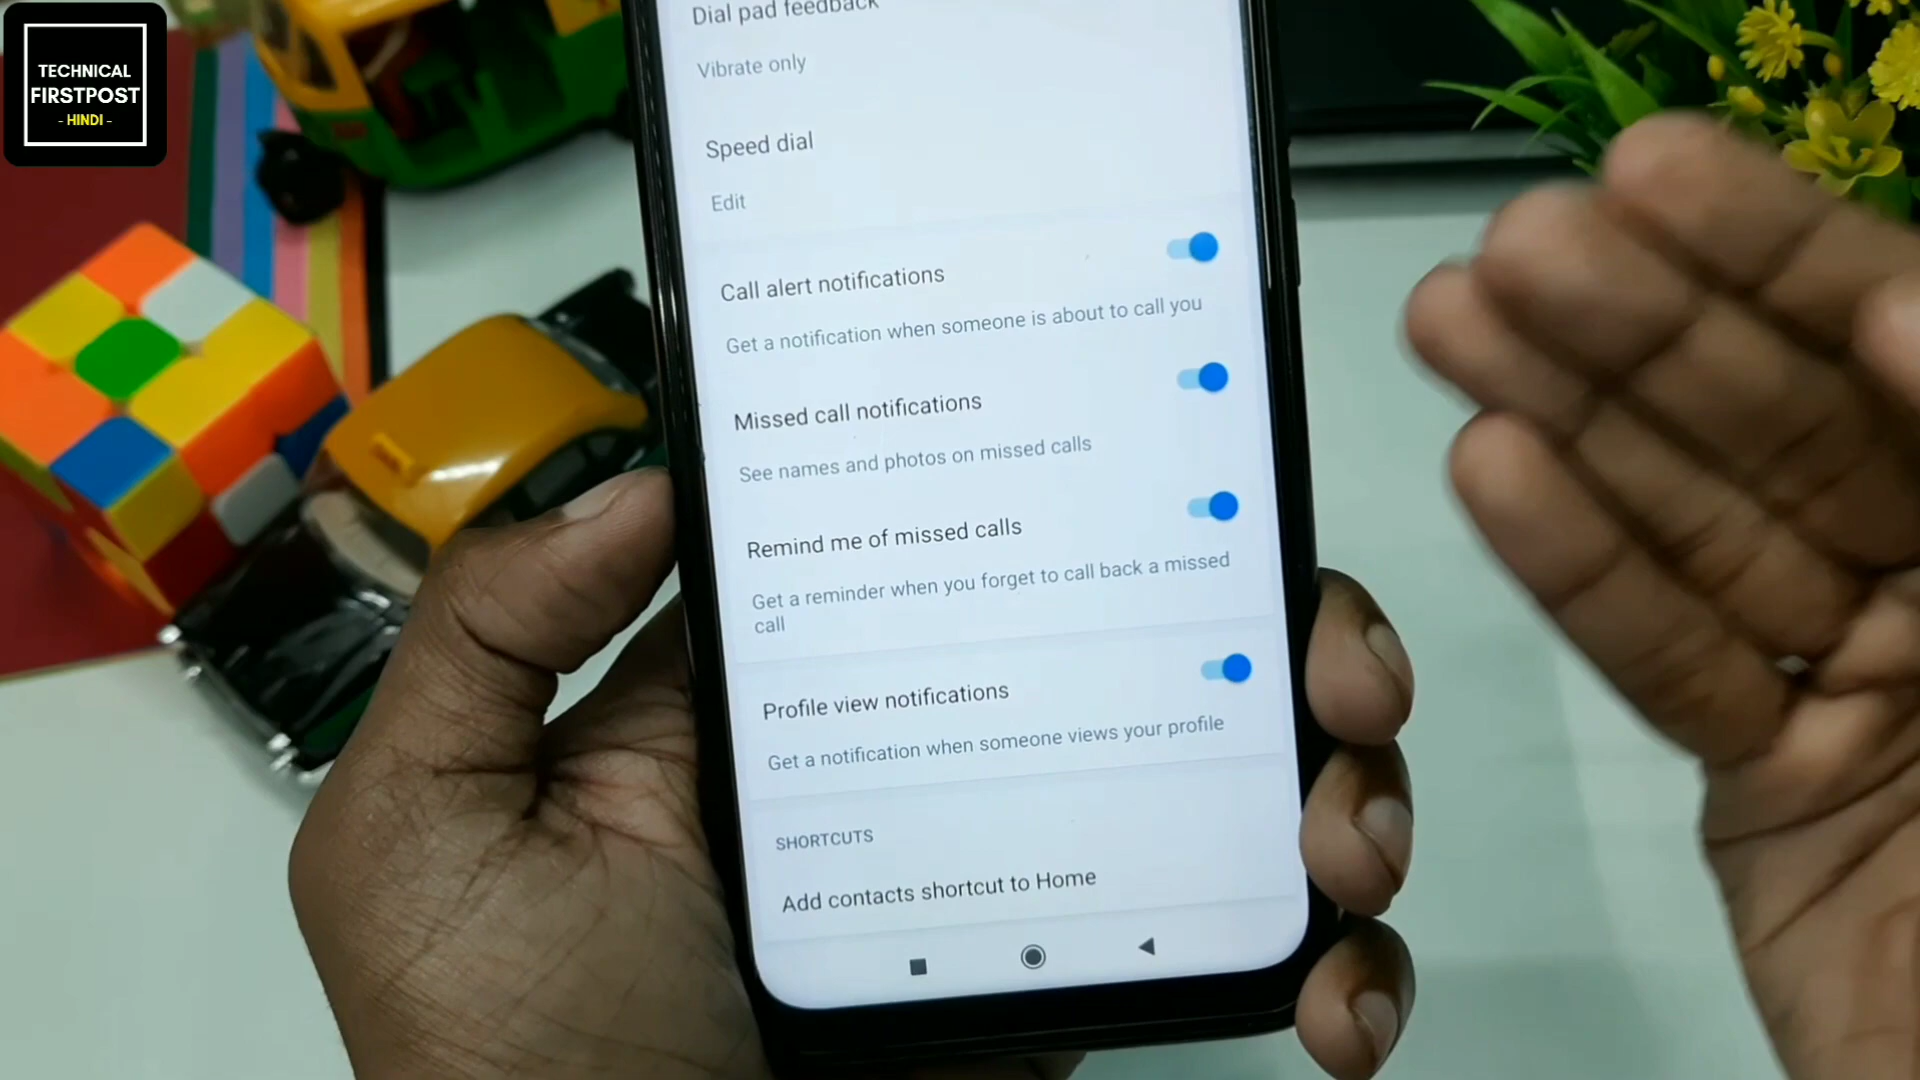 TECHNICAL
FIRSTPOST
- HINDI -
Dial pad feedback
Vibrate only
Speed dial
Edit
Call alert notifications
Get a notification when someone is about to call you
Missed call notifications
See names and photos on missed calls
Remind me of missed calls
Get a reminder when you forget to call back a missed
call
Profile view notifications
Get a notification when someone views your profile
SHORTCUTS
Add contacts shortcut to Home